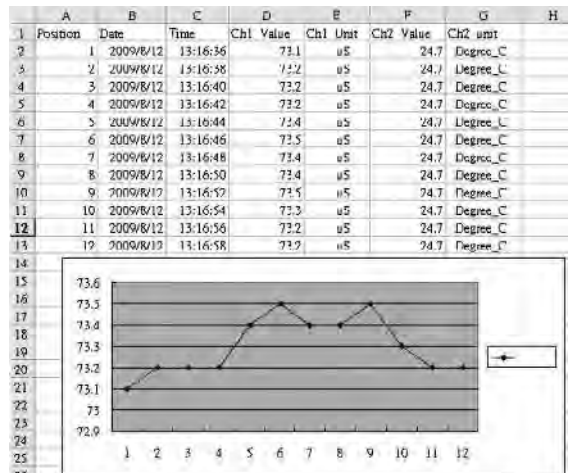 A B C D E F G H
1 Position Date Time Ch1 Value Ch1 Unit Ch2 Value Ch2 unit
2 1 2009/8/12 13:16:36 73.1 uS 24.7 Degree_C
3 2 2009/8/12 13:16:38 73.2 uS 24.7 Degree_C
4 3 2009/8/12 13:16:40 73.2 uS 24.7 Degree_C
5 4 2009/8/12 13:16:42 73.2 uS 24.7 Degree_C
6 5 2009/8/12 13:16:44 73.4 uS 24.7 Degree_C
7 6 2009/8/12 13:16:46 73.5 uS 24.7 Degree_C
8 7 2009/8/12 13:16:48 73.4 uS 24.7 Degree_C
9 8 2009/8/12 13:16:50 73.4 uS 24.7 Degree_C
10 9 2009/8/12 13:16:52 73.5 uS 24.7 Degree_C
11 10 2009/8/12 13:16:54 73.3 uS 24.7 Degree_C
12 11 2009/8/12 13:16:56 73.2 uS 24.7 Degree_C
13 12 2009/8/12 13:16:58 73.2 uS 24.7 Degree_C
14
15 73.6
16 73.5
17 73.4
18
19 73.3
20 73.2
21 73.1
22 73
23 72.9
24
25 1 2 3 4 5 6 7 8 9 10 11 12